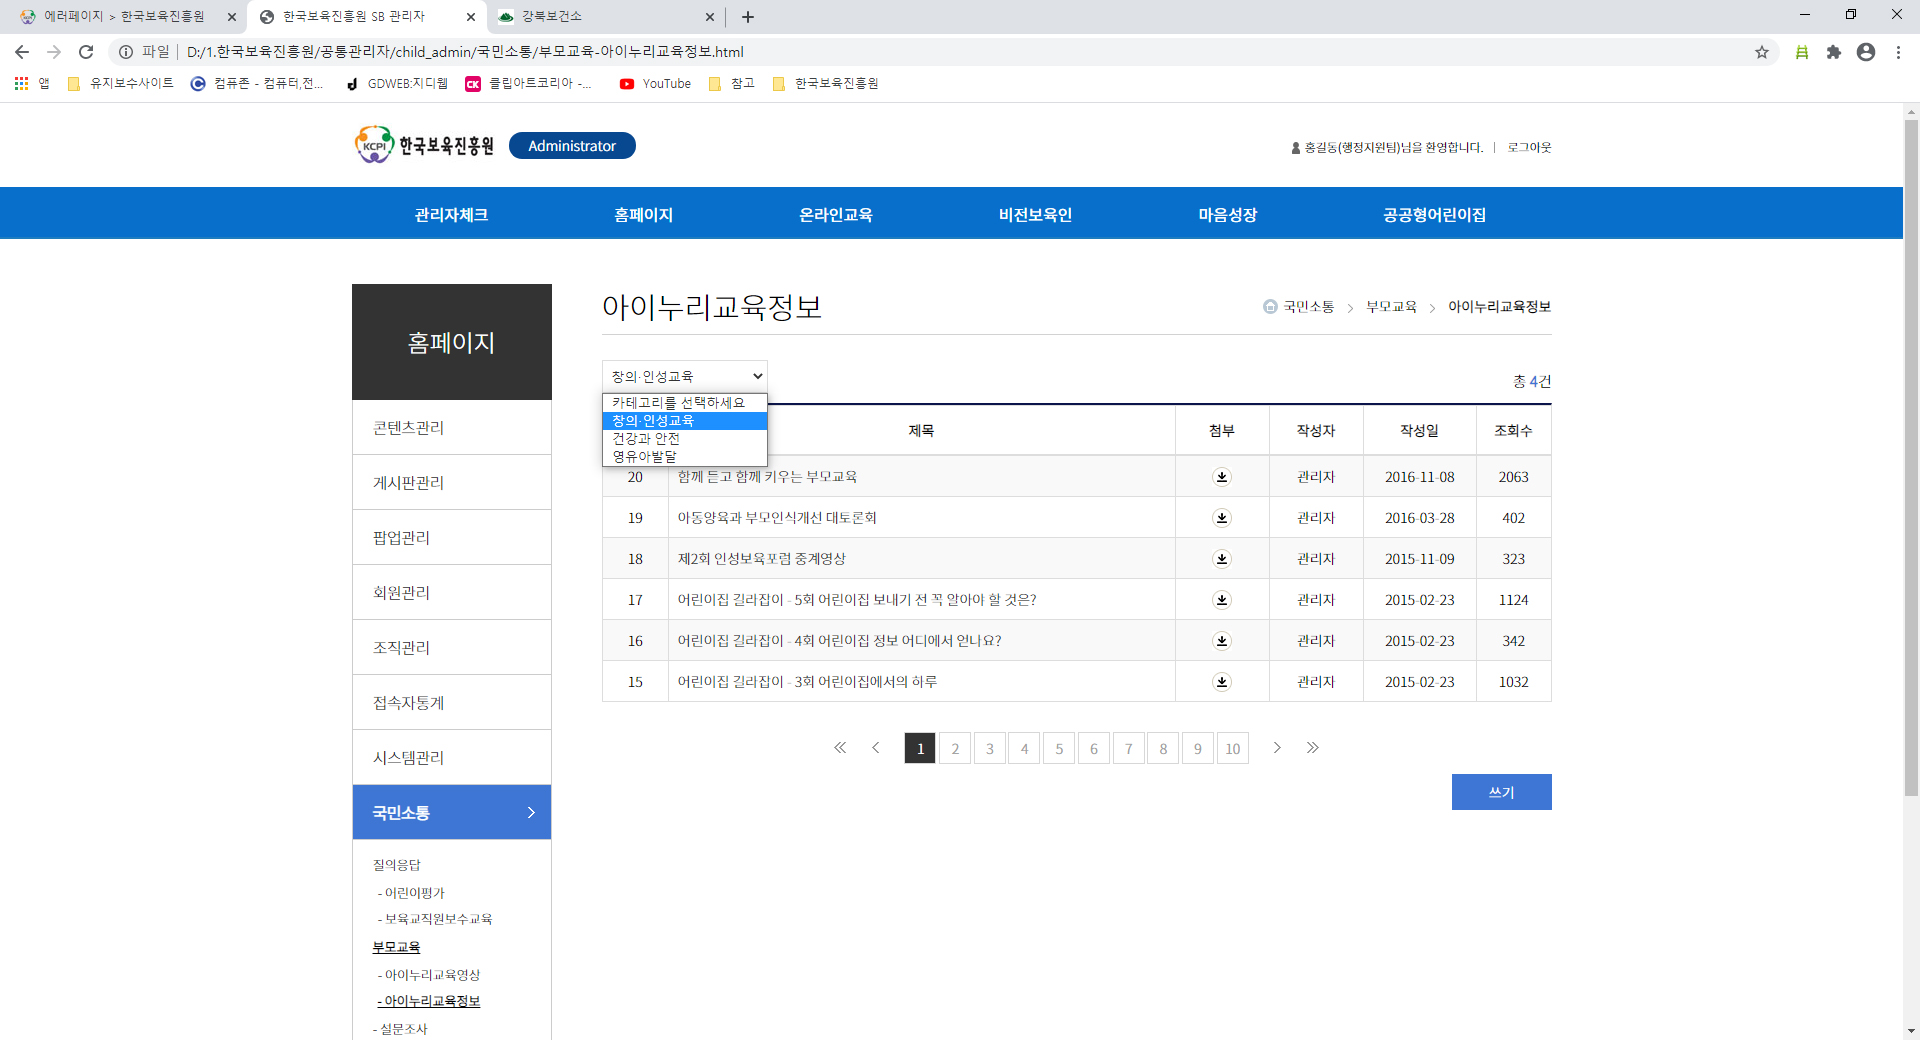 에러페이지 > 한국보육진흥원
한국보육진흥원 SB 관리자
강북보건소
파일
D:/1.한국보육진흥원/공통관리자/child_admin/국민소통/부모교육-아이누리교육정보.html
앱
유지보수사이트
컴퓨존 - 컴퓨터,전...
GDWEB:지디웹
클립아트코리아 -...
YouTube
참고
한국보육진흥원
KCPI 한국보육진흥원
Administrator
홍길동(행정지원팀)님을 환영합니다.
로그아웃
관리자체크
홈페이지
온라인교육
비전보육인
마음성장
공공형어린이집
홈페이지
콘텐츠관리
게시판관리
팝업관리
회원관리
조직관리
접속자통계
시스템관리
국민소통
질의응답
- 어린이평가
- 보육교직원보수교육
부모교육
- 아이누리교육영상
- 아이누리교육정보
- 설문조사
아이누리교육정보
국민소통 > 부모교육 > 아이누리교육정보
창의·인성교육
총 4건
카테고리를 선택하세요
창의·인성교육
건강과 안전
영유아발달
제목 첨부 작성자 작성일 조회수
20 함께 듣고 함께 키우는 부모교육 관리자 2016-11-08 2063
19 아동양육과 부모인식개선 대토론회 관리자 2016-03-28 402
18 제2회 인성보육포럼 중계영상 관리자 2015-11-09 323
17 어린이집 길라잡이 - 5회 어린이집 보내기 전 꼭 알아야 할 것은? 관리자 2015-02-23 1124
16 어린이집 길라잡이 - 4회 어린이집 정보 어디에서 얻나요? 관리자 2015-02-23 342
15 어린이집 길라잡이 - 3회 어린이집에서의 하루 관리자 2015-02-23 1032
1 2 3 4 5 6 7 8 9 10
쓰기